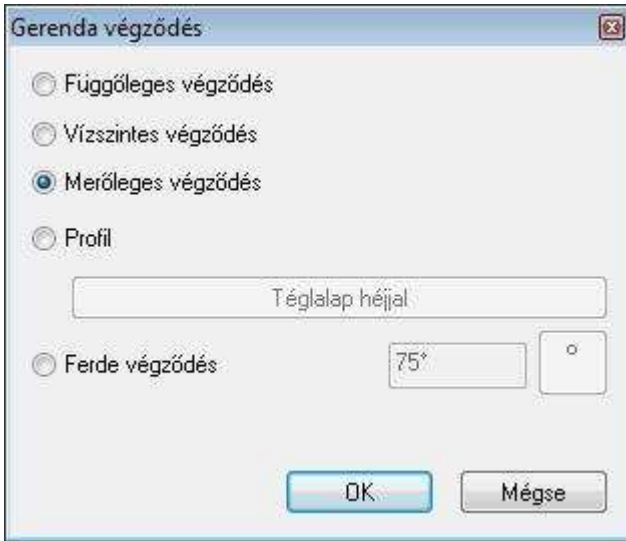 Gerenda végződés
Függőleges végződés
Vízszintes végződés
Merőleges végződés
Profil
Téglalap héjjal
Ferde végződés 75° °
OK Mégse